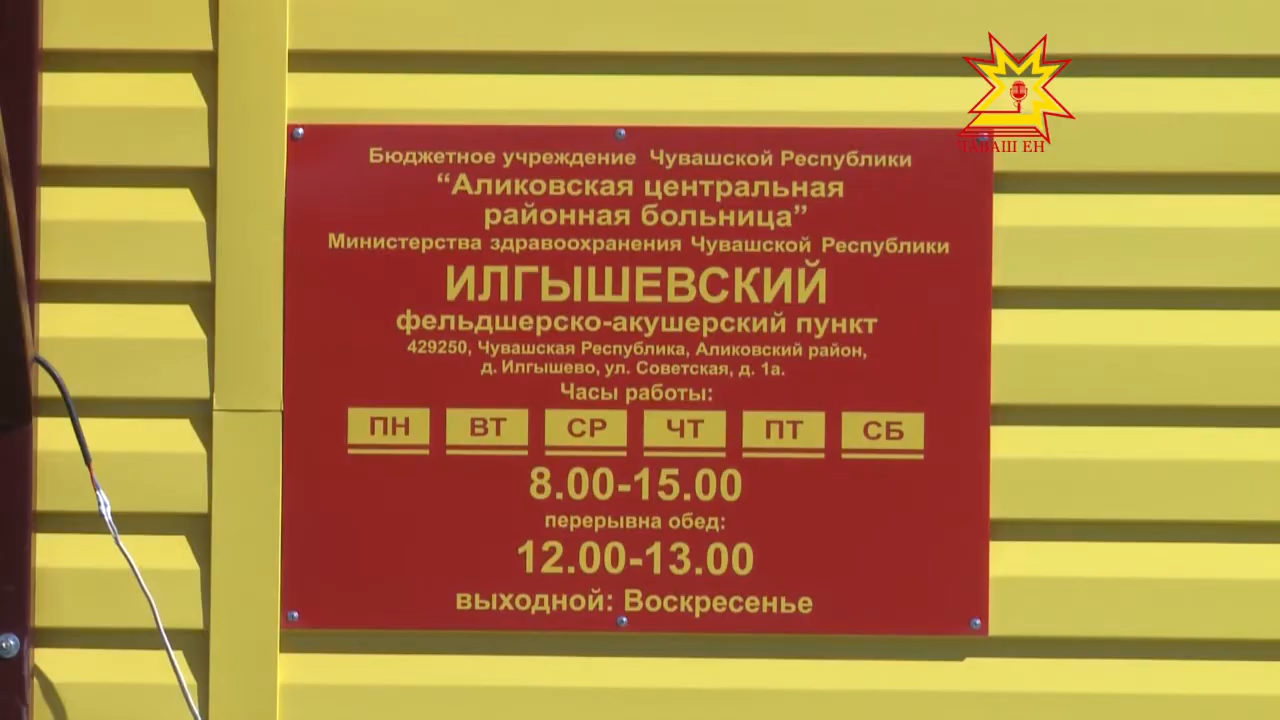 ЧӐВАШ ЕН
Бюджетное учреждение Чувашской Республики
“Аликовская центральная
районная больница”
Министерства здравоохранения Чувашской Республики
ИЛГЫШЕВСКИЙ
фельдшерско-акушерский пункт
429250, Чувашская Республика, Аликовский район,
д. Илгышево, ул. Советская, д. 1а.
Часы работы:
ПН ВТ СР ЧТ ПТ СБ
8.00-15.00
перерывна обед:
12.00-13.00
выходной: Воскресенье